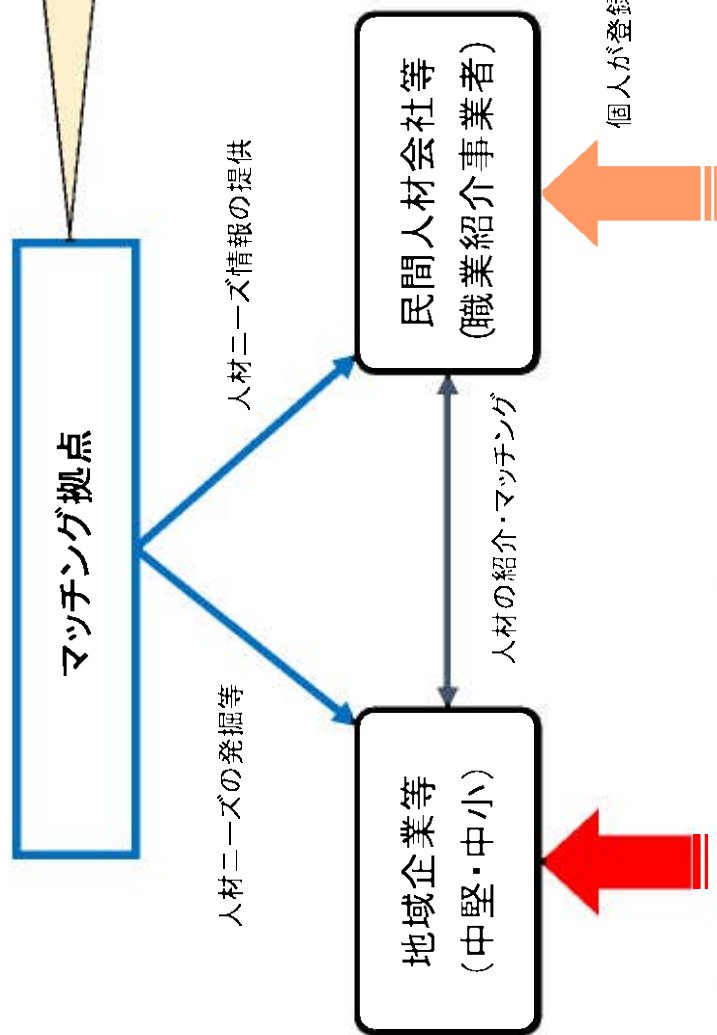 マッチング拠点
人材ニーズの発掘等
人材ニーズ情報の提供
地域企業等
（中堅・中小）
人材の紹介・マッチング
民間人材会社等
(職業紹介事業者)
個人が登録